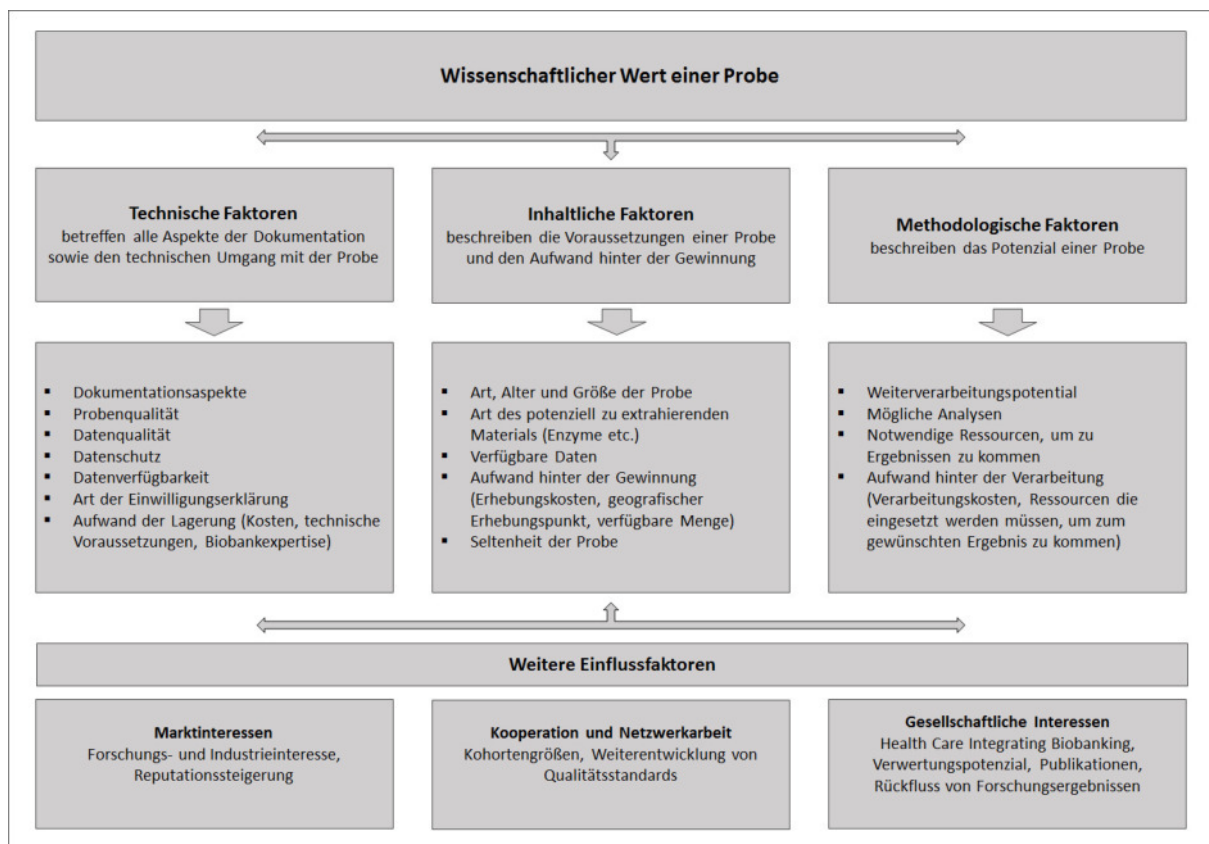 Wissenschaftlicher Wert einer Probe
Technische Faktoren
betreffen alle Aspekte der Dokumentation
sowie den technischen Umgang mit der Probe
Inhaltliche Faktoren
beschreiben die Voraussetzungen einer Probe
und den Aufwand hinter der Gewinnung
Methodologische Faktoren
beschreiben das Potenzial einer Probe
▪ Dokumentationsaspekte
▪ Probenqualität
▪ Datenqualität
▪ Datenschutz
▪ Datenverfügbarkeit
▪ Art der Einwilligungserklärung
▪ Aufwand der Lagerung (Kosten, technische
Voraussetzungen, Biobankexpertise)
▪ Art, Alter und Größe der Probe
▪ Art des potenziell zu extrahierenden
Materials (Enzyme etc.)
▪ Verfügbare Daten
▪ Aufwand hinter der Gewinnung
(Erhebungskosten, geografischer
Erhebungspunkt, verfügbare Menge)
▪ Seltenheit der Probe
▪ Weiterverarbeitungspotential
▪ Mögliche Analysen
▪ Notwendige Ressourcen, um zu
Ergebnissen zu kommen
▪ Aufwand hinter der Verarbeitung
(Verarbeitungskosten, Ressourcen die
eingesetzt werden müssen, um zum
gewünschten Ergebnis zu kommen)
Weitere Einflussfaktoren
Marktinteressen
Forschungs- und Industrieinteresse,
Reputationssteigerung
Kooperation und Netzwerkarbeit
Kohortengrößen, Weiterentwicklung von
Qualitätsstandards
Gesellschaftliche Interessen
Health Care Integrating Biobanking,
Verwertungspotenzial, Publikationen,
Rückfluss von Forschungsergebnissen